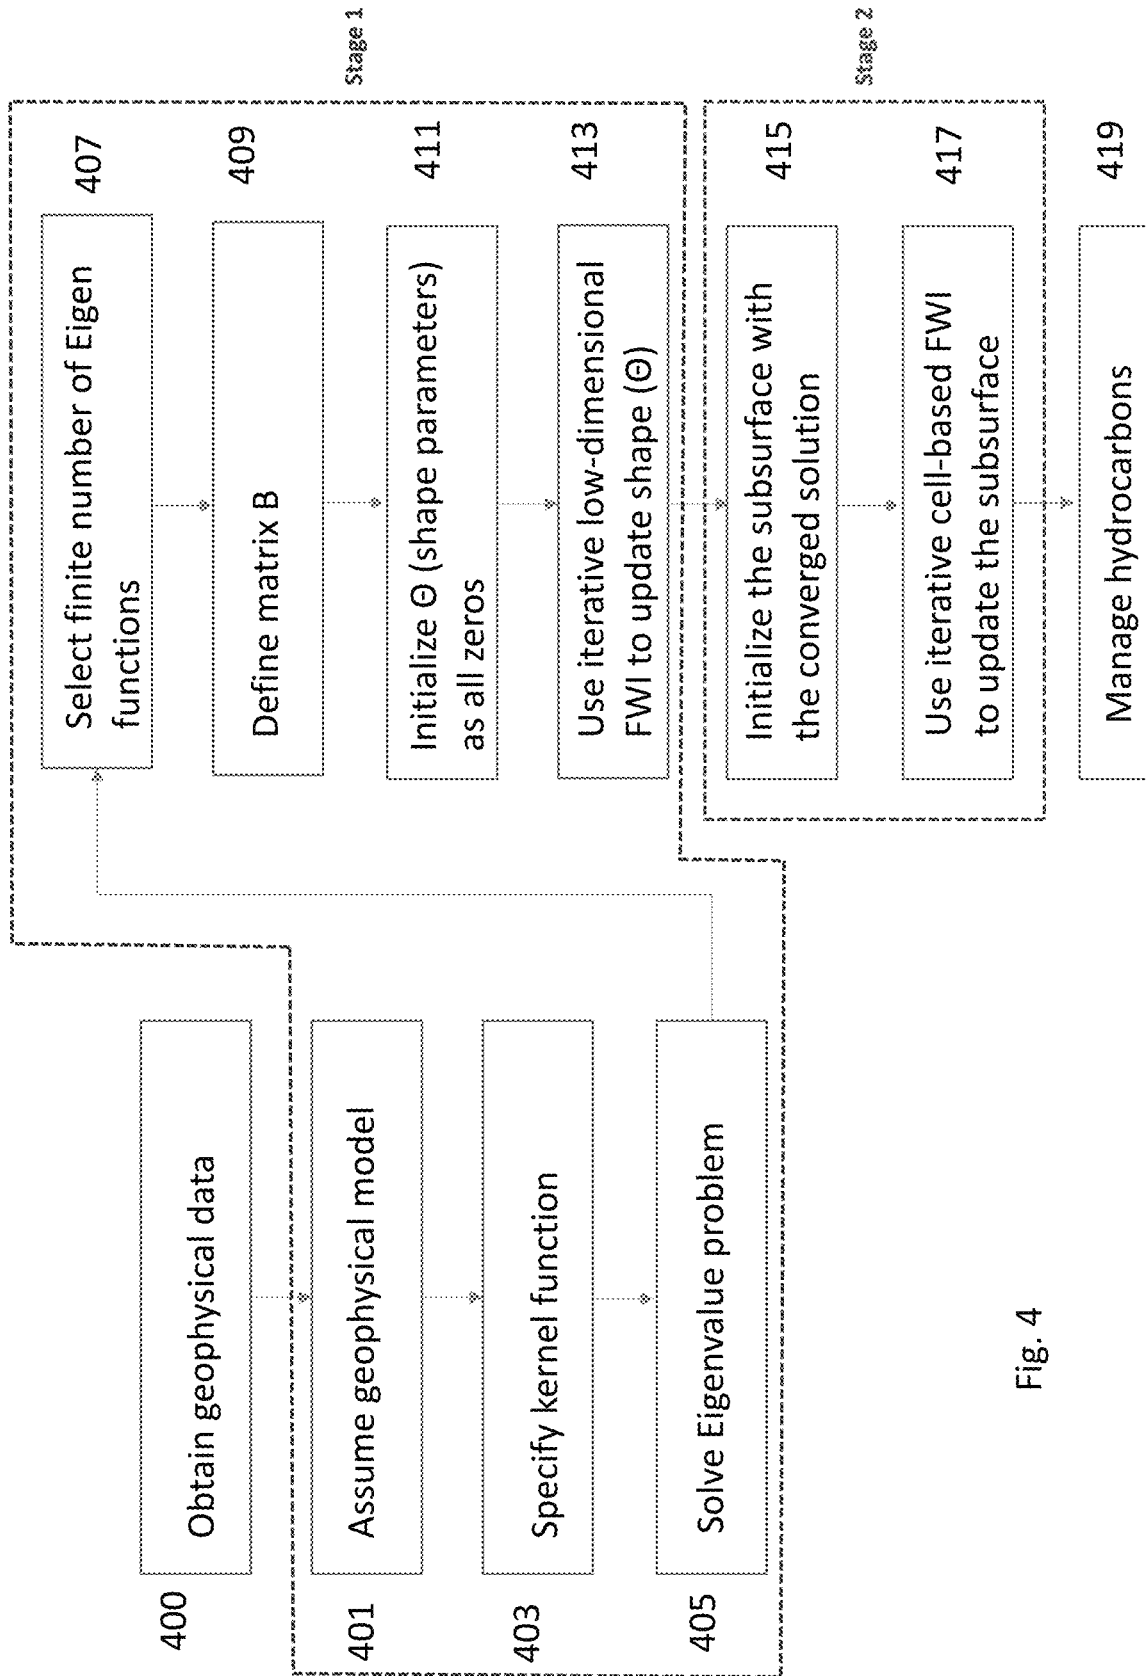 400
Obtain geophysical data
401
Assume geophysical model
403
Specify kernel function
405
Solve Eigenvalue problem
Stage 1
Select finite number of Eigen
functions
407
Define matrix B
409
Initialize Θ (shape parameters)
as all zeros
411
Use iterative low-dimensional
FWI to update shape (Θ)
413
Stage 2
Initialize the subsurface with
the converged solution
415
Use iterative cell-based FWI
to update the subsurface
417
Manage hydrocarbons
419
Fig. 4